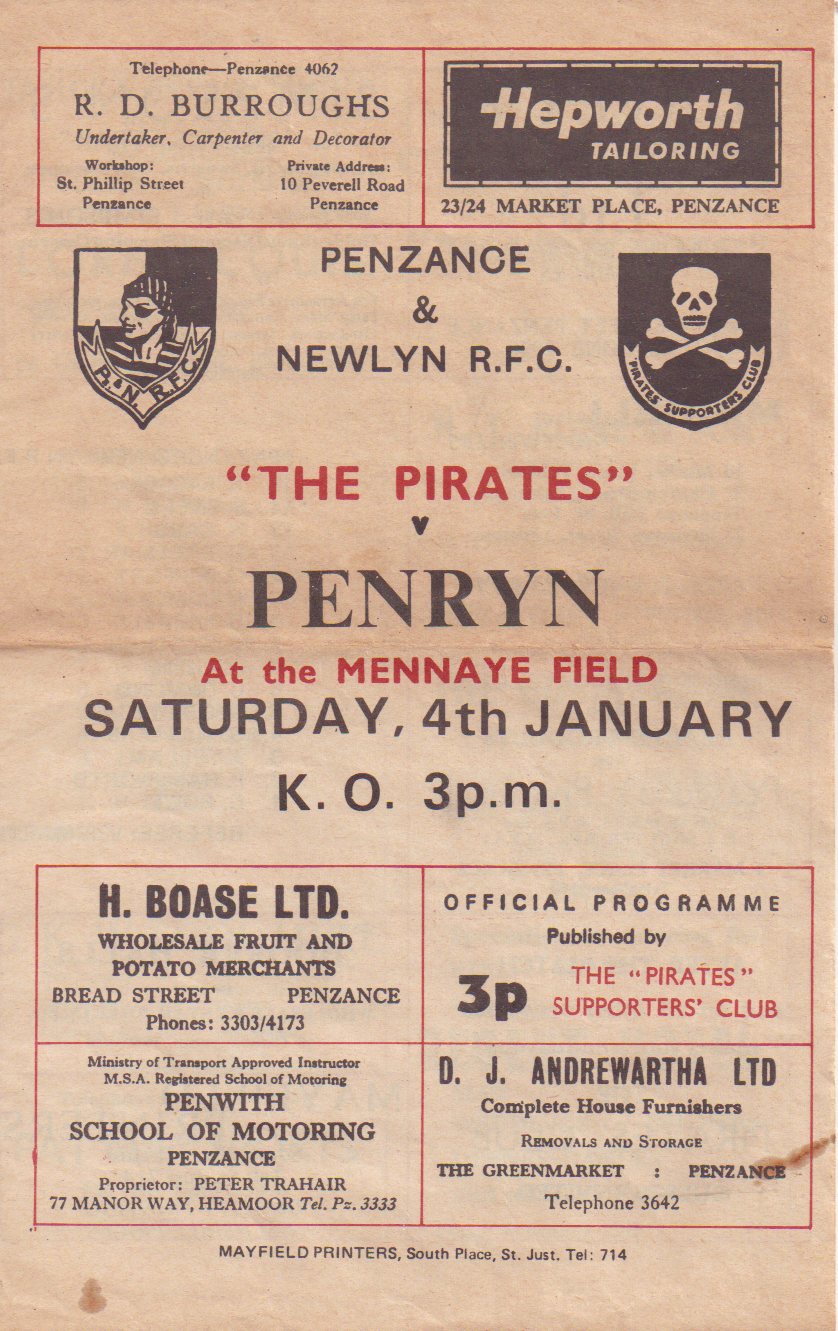 Telephone—Penzance 4062
R. D. BURROUGHS
Undertaker, Carpenter and Decorator
Workshop:
St. Phillip Street
Penzance
Private Address:
10 Peverell Road
Penzance
Hepworth
TAILORING
23/24 MARKET PLACE, PENZANCE
PENZANCE
&
NEWLYN R.F.C.
P. & N. R.F.C.
PIRATES' SUPPORTERS CLUB
"THE PIRATES"
v
PENRYN
At the MENNAYE FIELD
SATURDAY, 4th JANUARY
K. O. 3p.m.
H. BOASE LTD.
WHOLESALE FRUIT AND
POTATO MERCHANTS
BREAD STREET PENZANCE
Phones: 3303/4173
OFFICIAL PROGRAMME
Published by
3p
THE "PIRATES"
SUPPORTERS' CLUB
Ministry of Transport Approved Instructor
M.S.A. Registered School of Motoring
PENWITH
SCHOOL OF MOTORING
PENZANCE
Proprietor: PETER TRAHAIR
77 MANOR WAY, HEAMOOR Tel. Pz. 3333
D. J. ANDREWARTHA LTD
Complete House Furnishers
REMOVALS AND STORAGE
THE GREENMARKET : PENZANCE
Telephone 3642
MAYFIELD PRINTERS, South Place, St. Just. Tel: 714